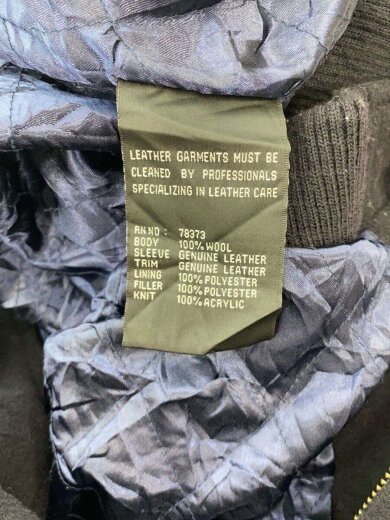 LEATHER GARMENTS MUST BE
CLEANED BY PROFESSIONALS
SPECIALIZING IN LEATHER CARE
RN NO : 78373
BODY 100% WOOL
SLEEVE GENUINE LEATHER
TRIM GENUINE LEATHER
LINING 100% POLYESTER
FILLER 100% POLYESTER
KNIT 100% ACRYLIC